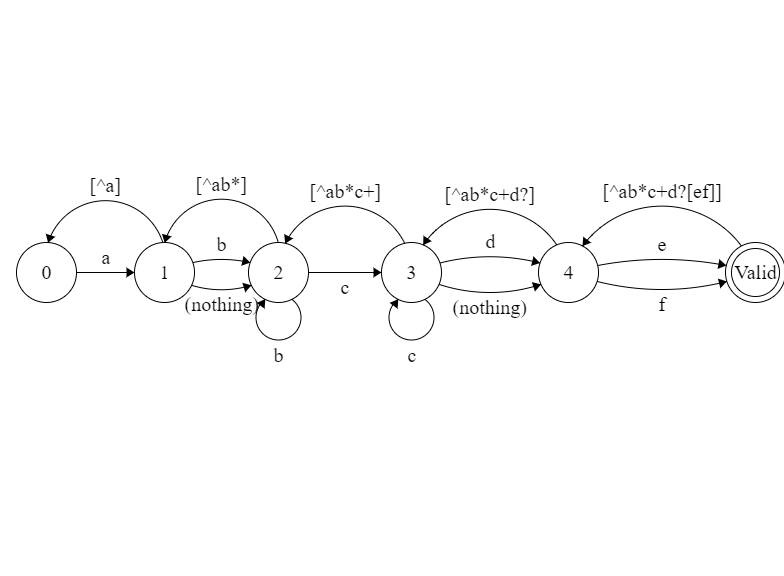 [^a]
[^ab*]
[^ab*c+]
[^ab*c+d?]
[^ab*c+d?[ef]]
0
a
1
b
(nothing)
2
b
c
3
c
d
(nothing)
4
e
f
Valid